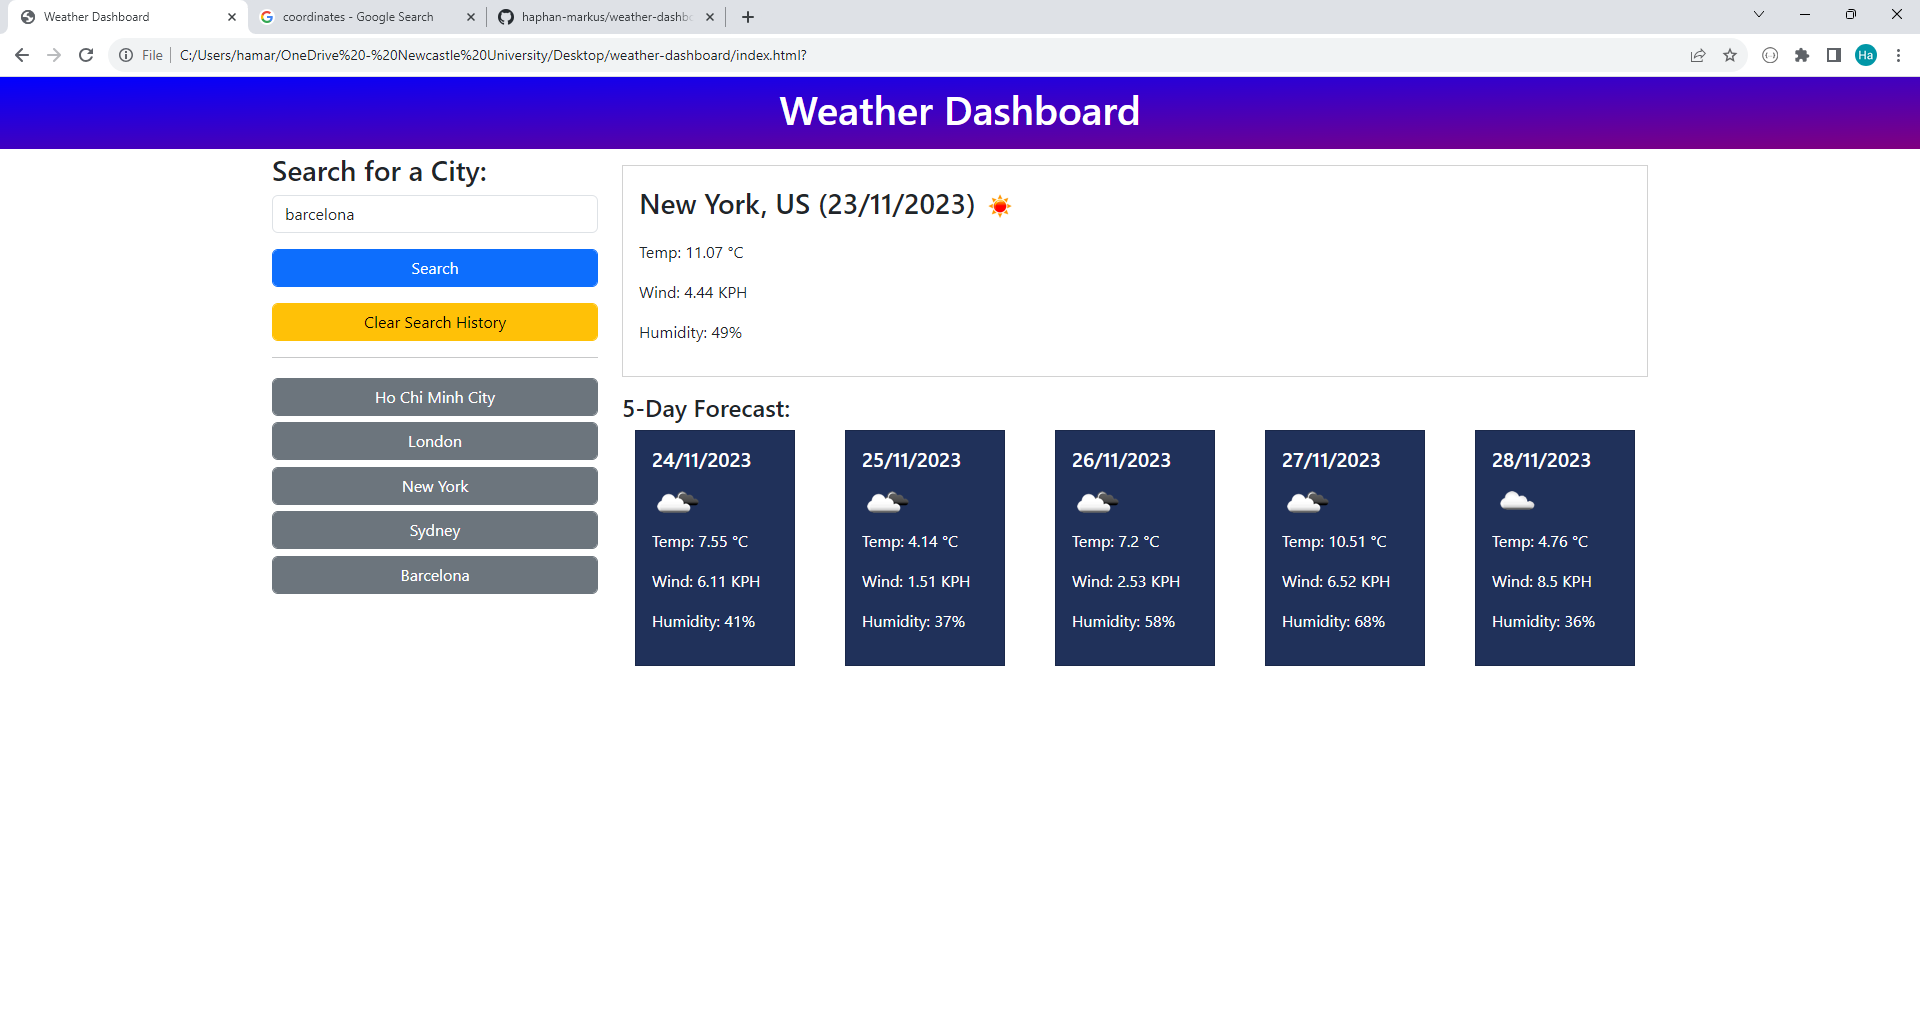 Weather Dashboard
coordinates - Google Search
haphan-markus/weather-dashbo
File
C:/Users/hamar/OneDrive%20-%20Newcastle%20University/Desktop/weather-dashboard/index.html?
Ha
Weather Dashboard
Search for a City:
barcelona
Search
Clear Search History
Ho Chi Minh City
London
New York
Sydney
Barcelona
New York, US (23/11/2023)
Temp: 11.07 °C
Wind: 4.44 KPH
Humidity: 49%
5-Day Forecast:
24/11/2023
Temp: 7.55 °C
Wind: 6.11 KPH
Humidity: 41%
25/11/2023
Temp: 4.14 °C
Wind: 1.51 KPH
Humidity: 37%
26/11/2023
Temp: 7.2 °C
Wind: 2.53 KPH
Humidity: 58%
27/11/2023
Temp: 10.51 °C
Wind: 6.52 KPH
Humidity: 68%
28/11/2023
Temp: 4.76 °C
Wind: 8.5 KPH
Humidity: 36%